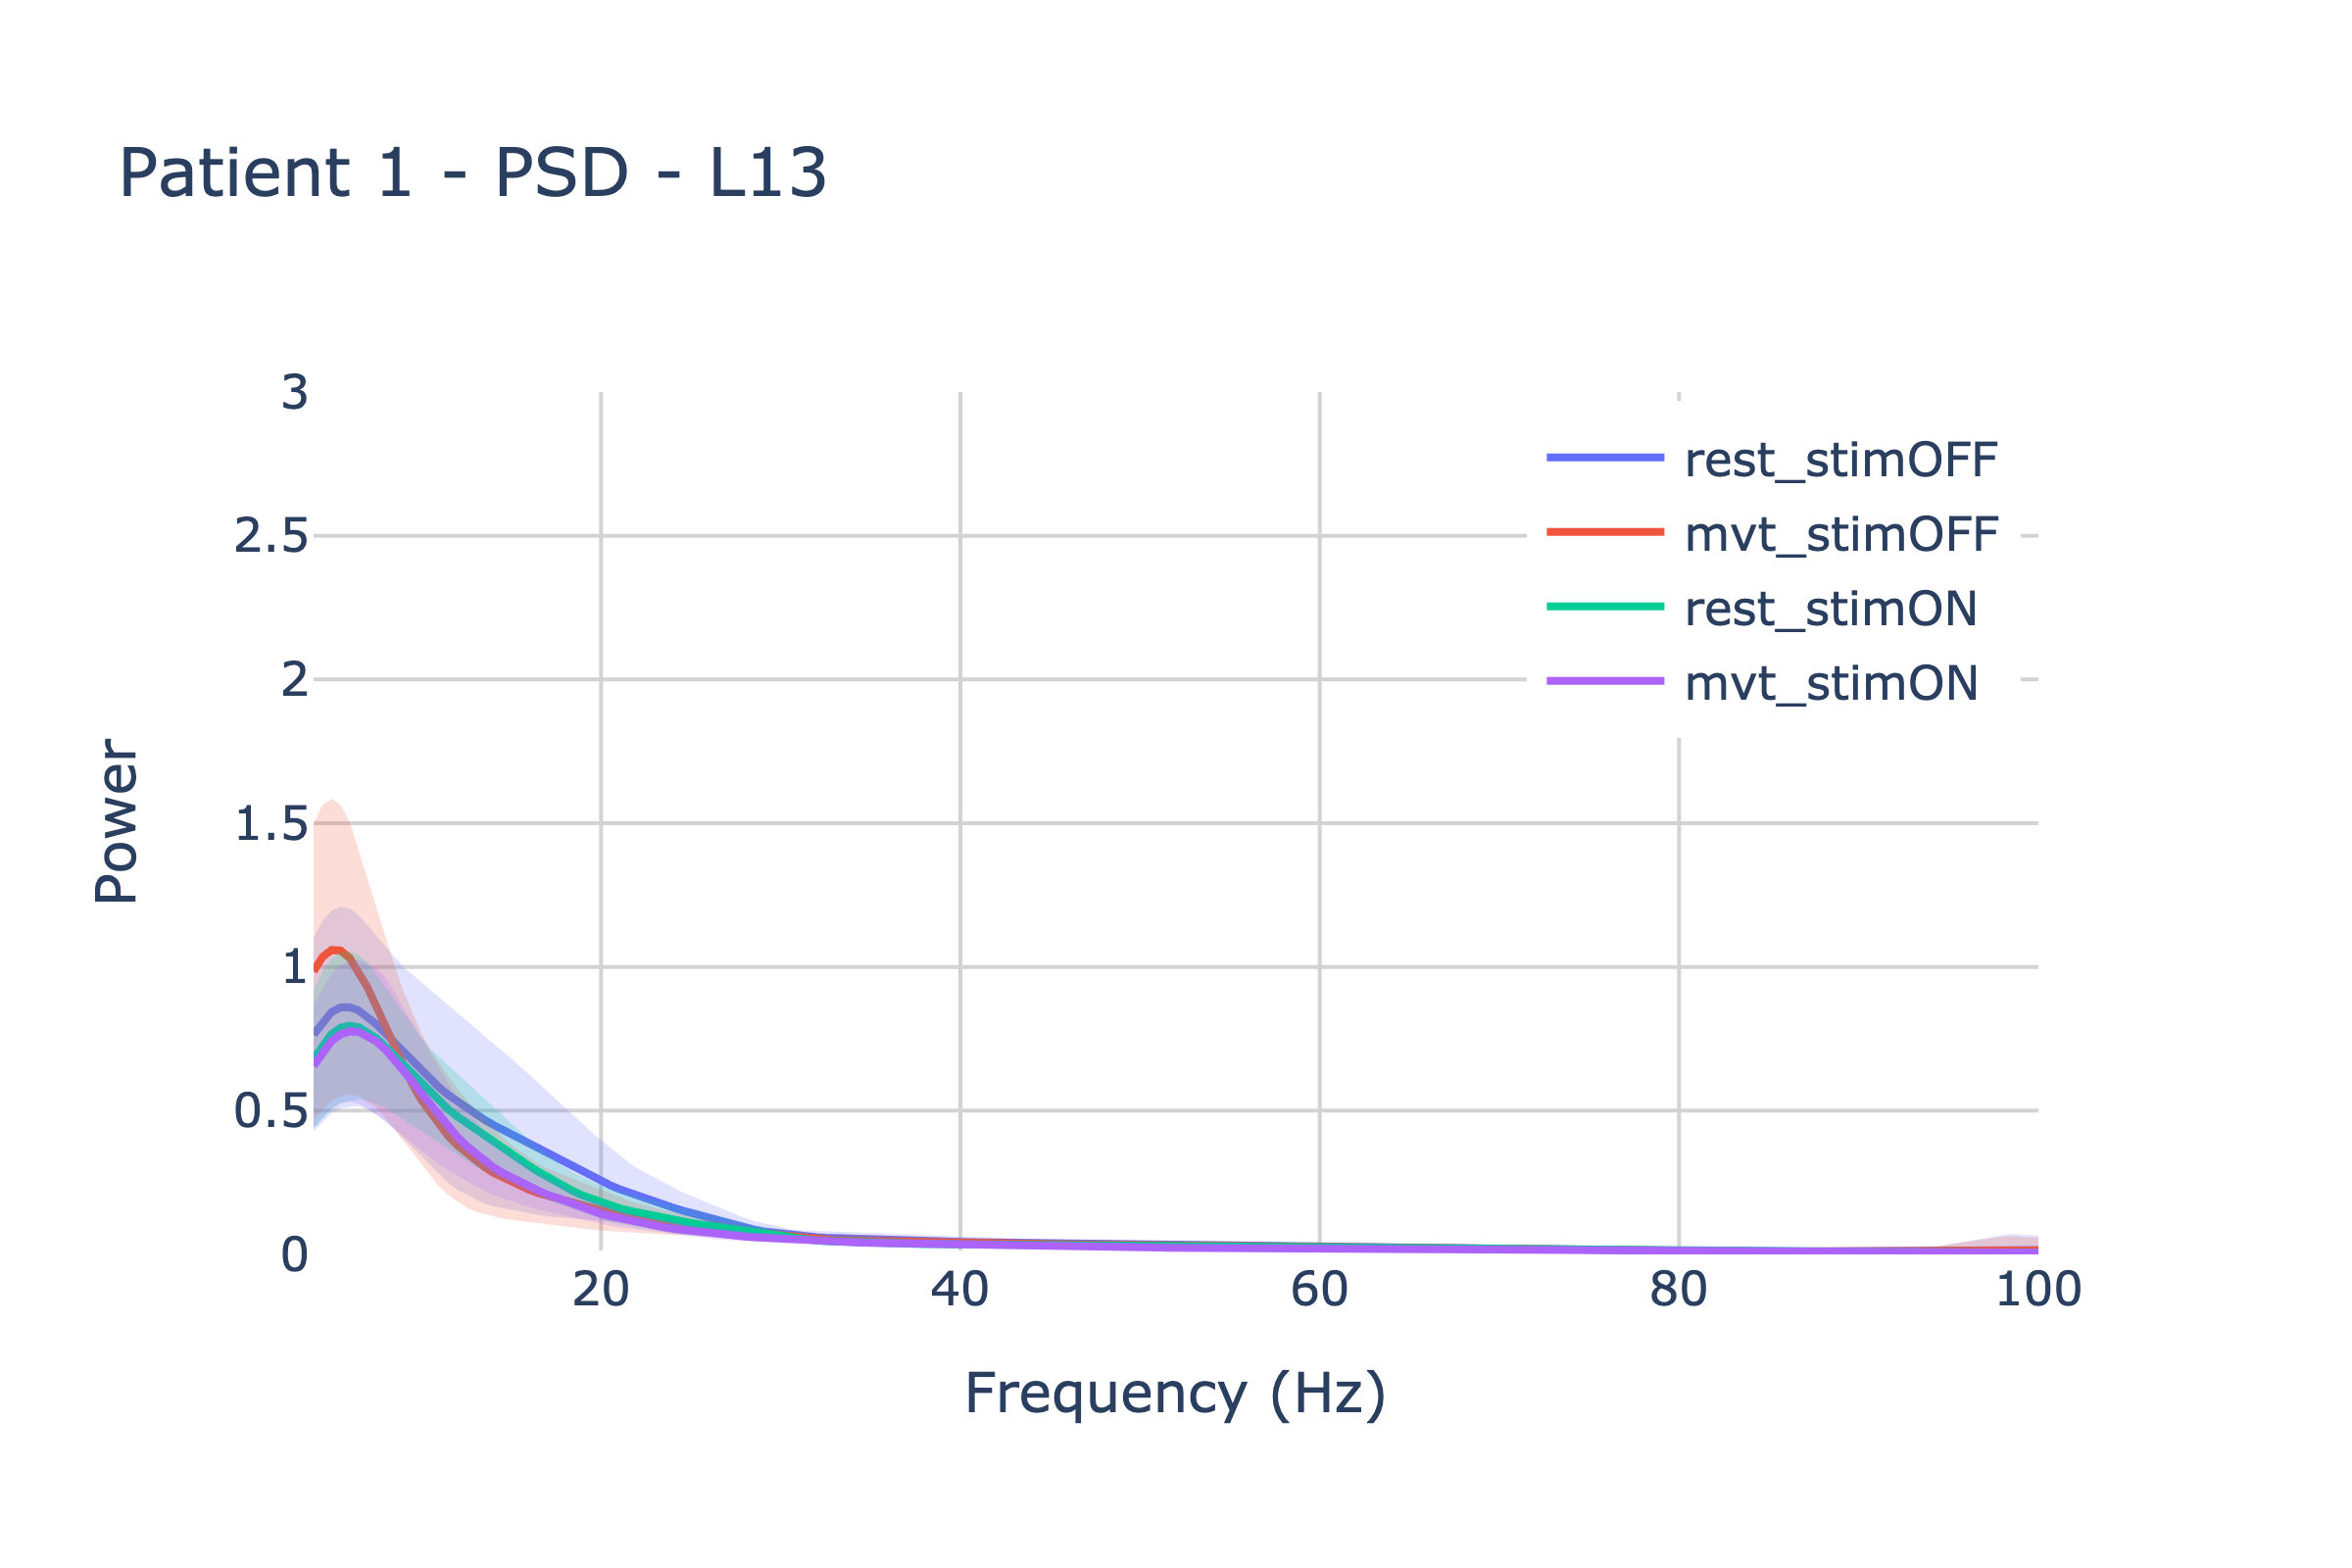 Patient 1 - PSD - L13
3
2.5
2
1.5
1
0.5
0
Power
rest_stimOFF
mvt_stimOFF
rest_stimON
mvt_stimON
20 40 60 80 100
Frequency (Hz)